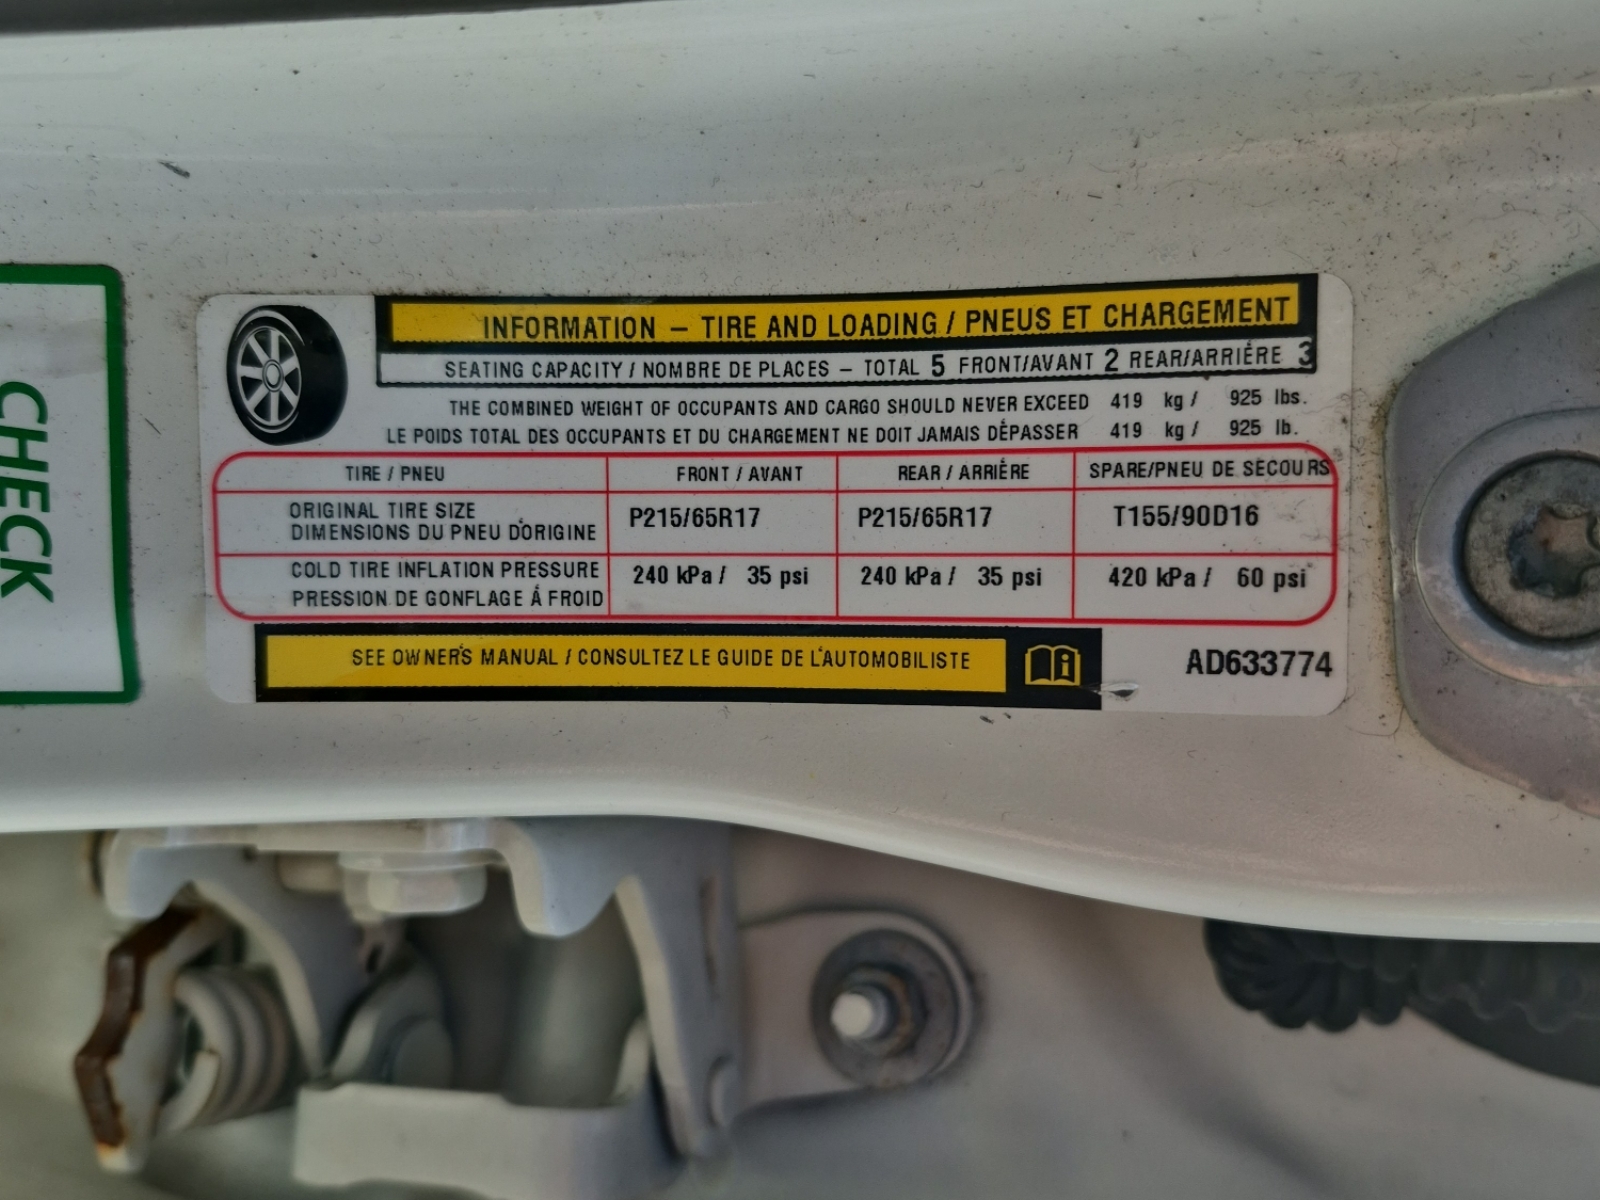 CHECK
INFORMATION – TIRE AND LOADING / PNEUS ET CHARGEMENT
SEATING CAPACITY / NOMBRE DE PLACES – TOTAL 5 FRONT/AVANT 2 REAR/ARRIÉRE 3
THE COMBINED WEIGHT OF OCCUPANTS AND CARGO SHOULD NEVER EXCEED 419 kg / 925 lbs.
LE POIDS TOTAL DES OCCUPANTS ET DU CHARGEMENT NE DOIT JAMAIS DÉPASSER 419 kg / 925 lb.
TIRE / PNEU FRONT / AVANT REAR / ARRIÈRE SPARE/PNEU DE SECOURS
ORIGINAL TIRE SIZE
DIMENSIONS DU PNEU D'ORIGINE P215/65R17 P215/65R17 T155/90D16
COLD TIRE INFLATION PRESSURE 240 kPa / 35 psi 240 kPa / 35 psi 420 kPa / 60 psi
PRESSION DE GONFLAGE Á FROID
SEE OWNER'S MANUAL / CONSULTEZ LE GUIDE DE L'AUTOMOBILISTE
AD633774